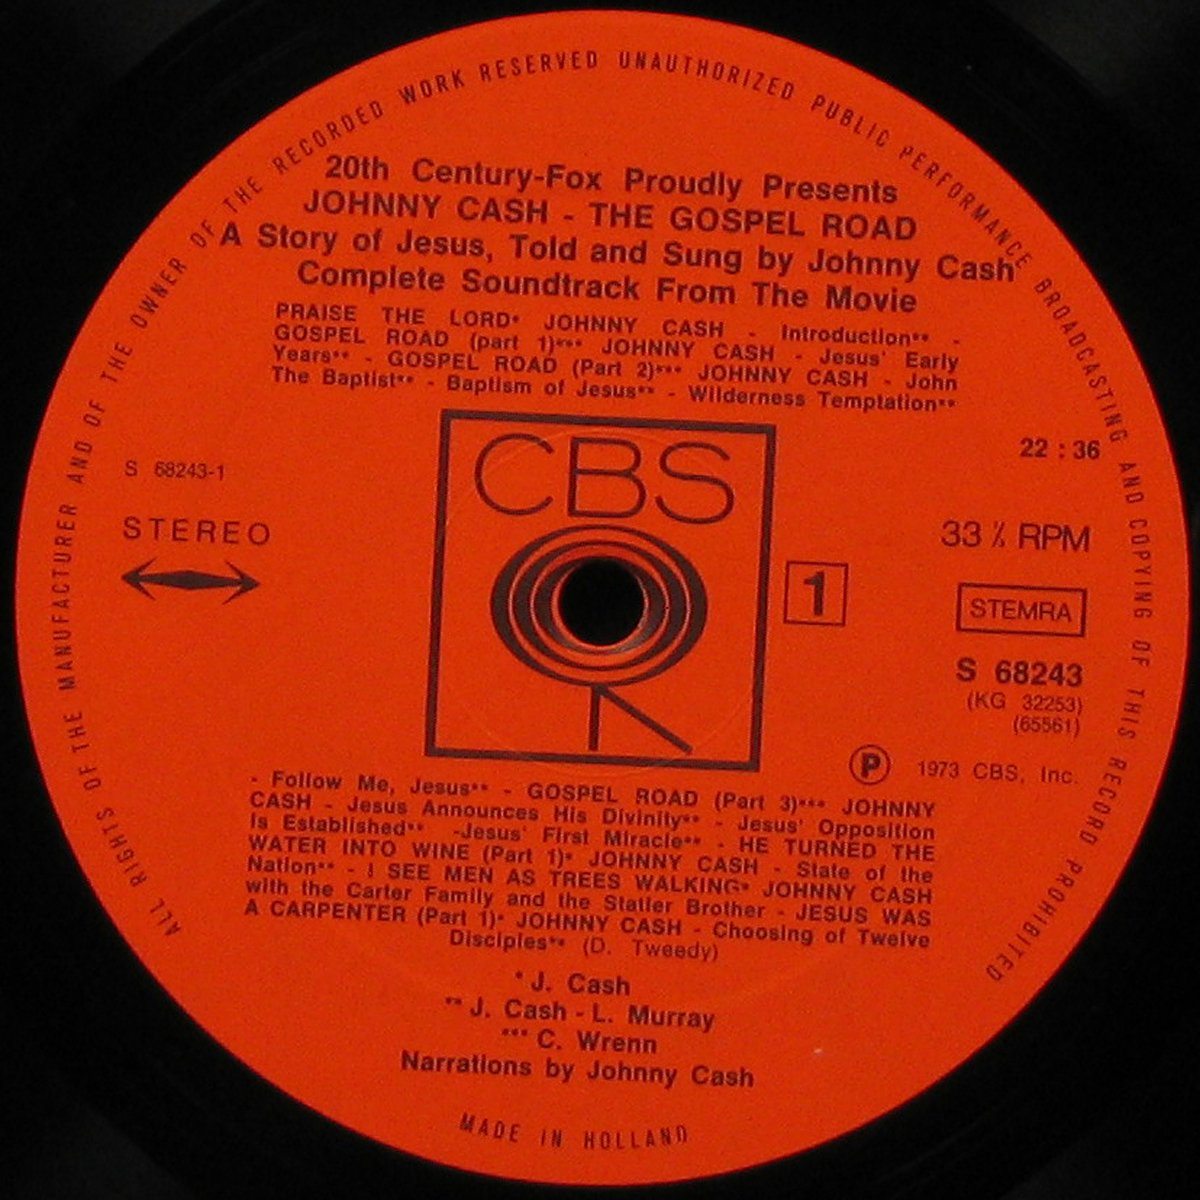 ALL RIGHTS OF THE MANUFACTURER AND OF THE OWNER OF THE RECORDED WORK RESERVED UNAUTHORIZED PUBLIC PERFORMANCE BROADCASTING AND COPYING OF THIS RECORD PROHIBITED
20th Century-Fox Proudly Presents
JOHNNY CASH - THE GOSPEL ROAD
A Story of Jesus, Told and Sung by Johnny Cash
Complete Soundtrack From The Movie
PRAISE THE LORD* JOHNNY CASH - Introduction** -
GOSPEL ROAD (part 1)*** JOHNNY CASH - Jesus' Early
Years** - GOSPEL ROAD (Part 2)*** JOHNNY CASH - John
The Baptist** - Baptism of Jesus** - Wilderness Temptation**
CBS
22 : 36
S 68243-1
STEREO
33 ⅓ RPM
1
STEMRA
S 68243
(KG 32253)
(65561)
Ⓟ 1973 CBS, Inc.
- Follow Me, Jesus** - GOSPEL ROAD (Part 3)*** JOHNNY
CASH - Jesus Announces His Divinity** - Jesus' Opposition
Is Established** -Jesus' First Miracle** - HE TURNED THE
WATER INTO WINE (Part 1)* JOHNNY CASH - State of the
Nation** - I SEE MEN AS TREES WALKING* JOHNNY CASH
with the Carter Family and the Statler Brother - JESUS WAS
A CARPENTER (Part 1)* JOHNNY CASH - Choosing of Twelve
Disciples** (D. Tweedy)
* J. Cash
** J. Cash - L. Murray
*** C. Wrenn
Narrations by Johnny Cash
MADE IN HOLLAND